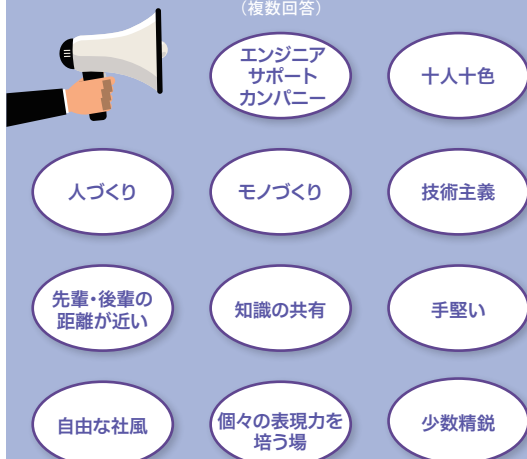 （複数回答）
エンジニア
サポート
カンパニー
十人十色
人づくり
モノづくり
技術主義
先輩・後輩の
距離が近い
知識の共有
手堅い
自由な社風
個々の表現力を
培う場
少数精鋭